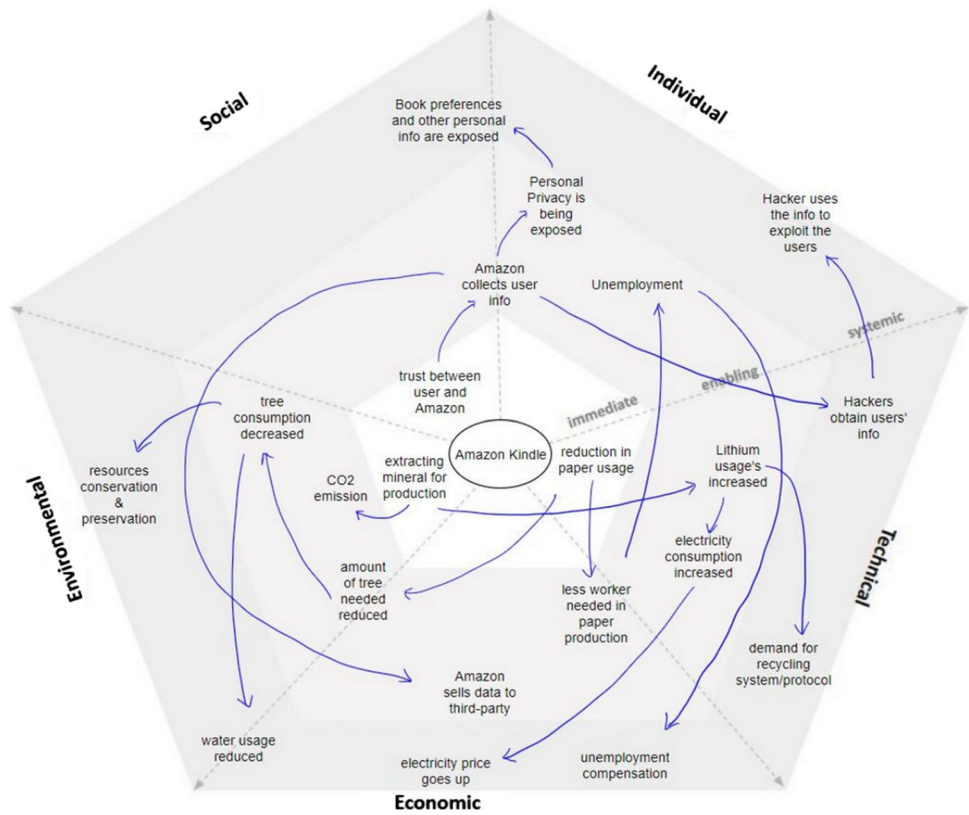 Social
Individual
Book preferences
and other personal
info are exposed
Personal
Privacy is
being
exposed
Hacker uses
the info to
exploit the
users
Amazon
collects user
info
Unemployment
systemic
enabling
immediate
trust between
user and
Amazon
tree
consumption
decreased
Hackers
obtain users'
info
Amazon Kindle
reduction in
paper usage
Lithium
usage's
increased
extracting
mineral for
production
CO2
emission
resources
conservation
&
preservation
Environmental
Technical
electricity
consumption
increased
amount
of tree
needed
reduced
less worker
needed in
paper
production
demand for
recycling
system/protocol
Amazon
sells data to
third-party
water usage
reduced
electricity price
goes up
unemployment
compensation
Economic